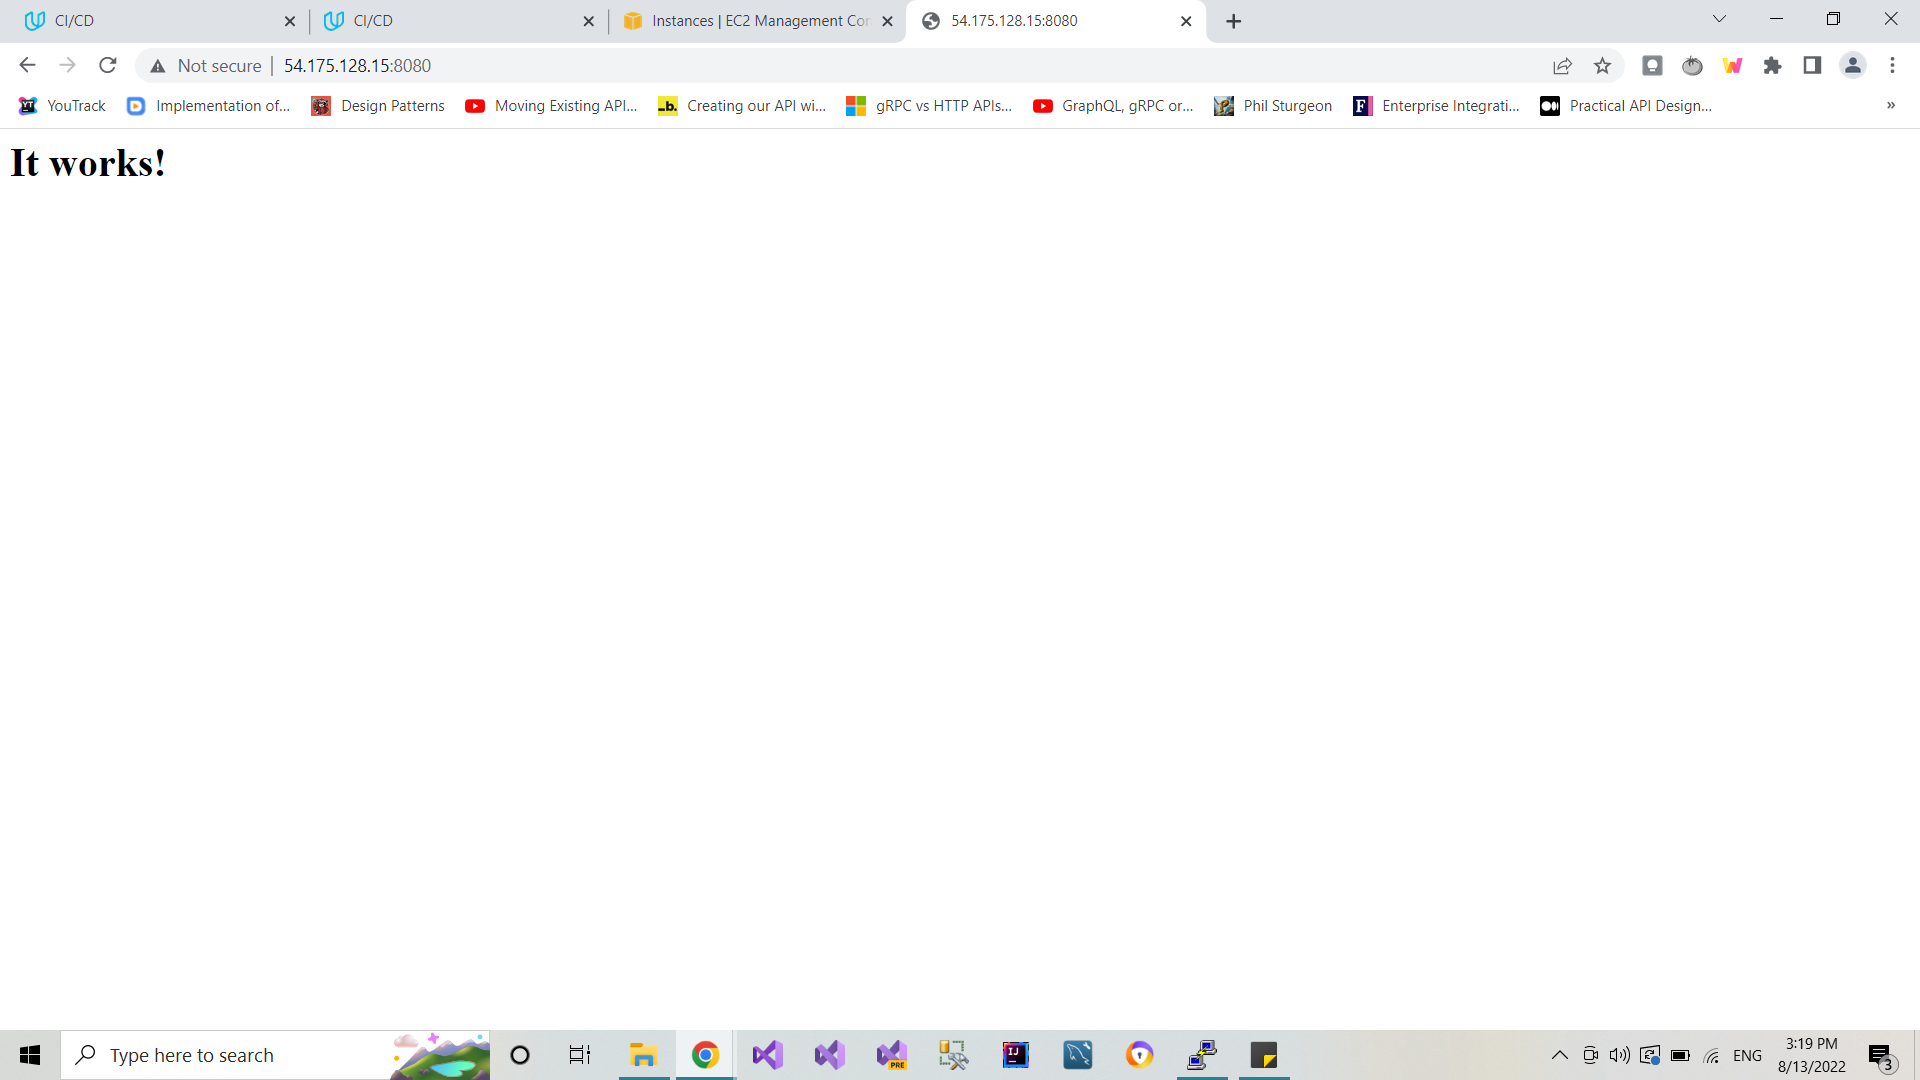 CI/CD
CI/CD
Instances | EC2 Management Con
54.175.128.15:8080
Not secure | 54.175.128.15:8080
YouTrack
Implementation of...
Design Patterns
Moving Existing API...
.b.
Creating our API wi...
gRPC vs HTTP APIs...
GraphQL, gRPC or...
Phil Sturgeon
F
Enterprise Integrati...
Practical API Design...
»
It works!
Type here to search
PRE
IJ
ENG
3:19 PM
8/13/2022
3